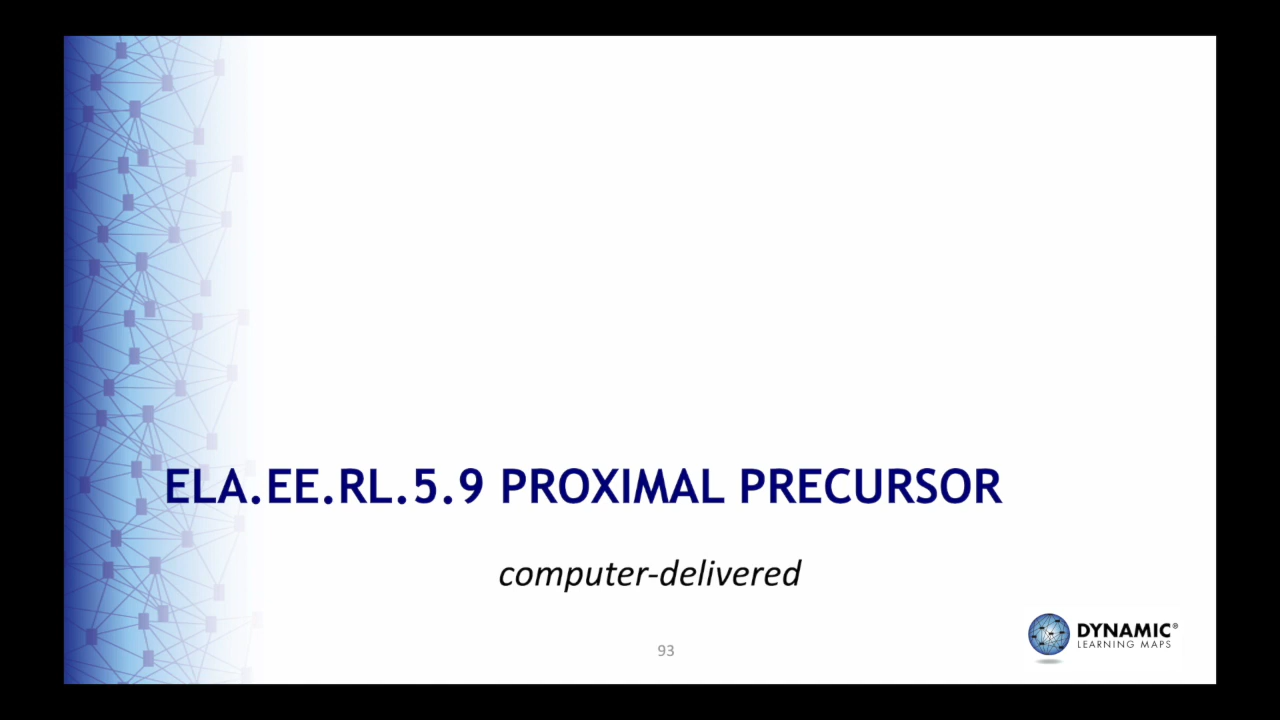 ELA.EE.RL.5.9 PROXIMAL PRECURSOR
computer-delivered
93
DYNAMIC®
LEARNING MAPS